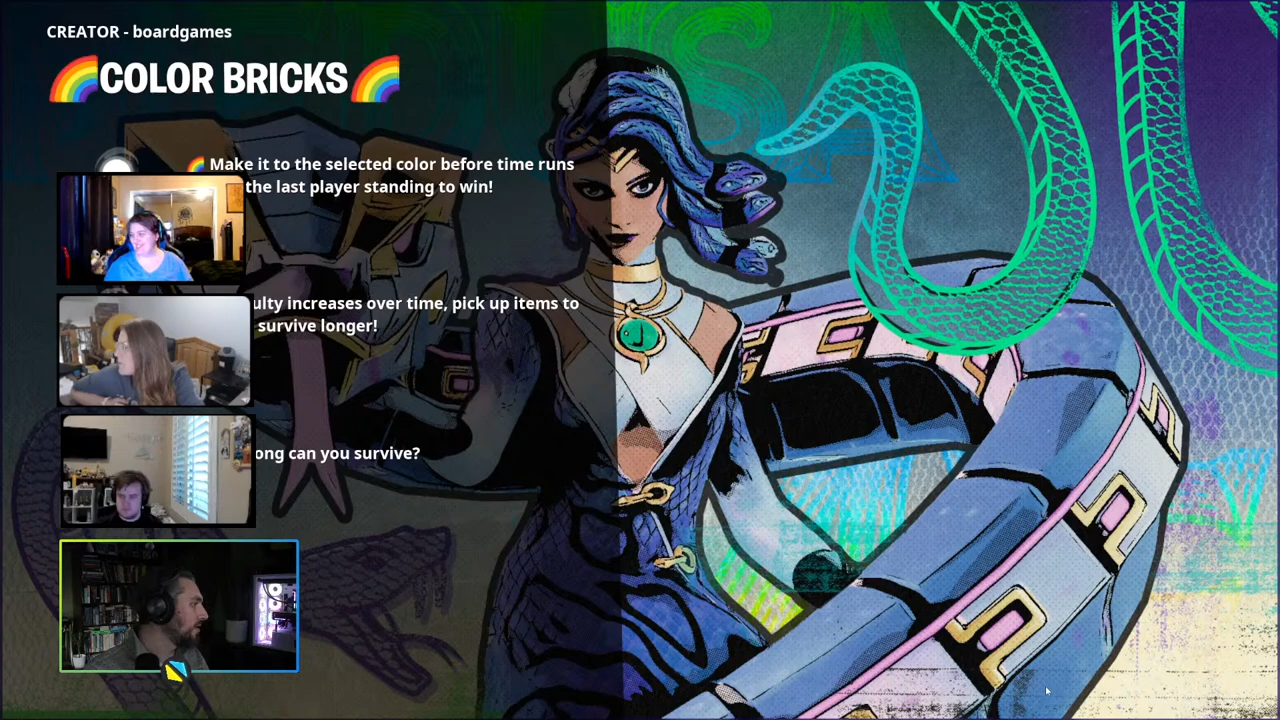 CREATOR - boardgames
🌈COLOR BRICKS🌈
🌈 Make it to the selected color before time runs
the last player standing to win!
ulty increases over time, pick up items to
survive longer!
ong can you survive?